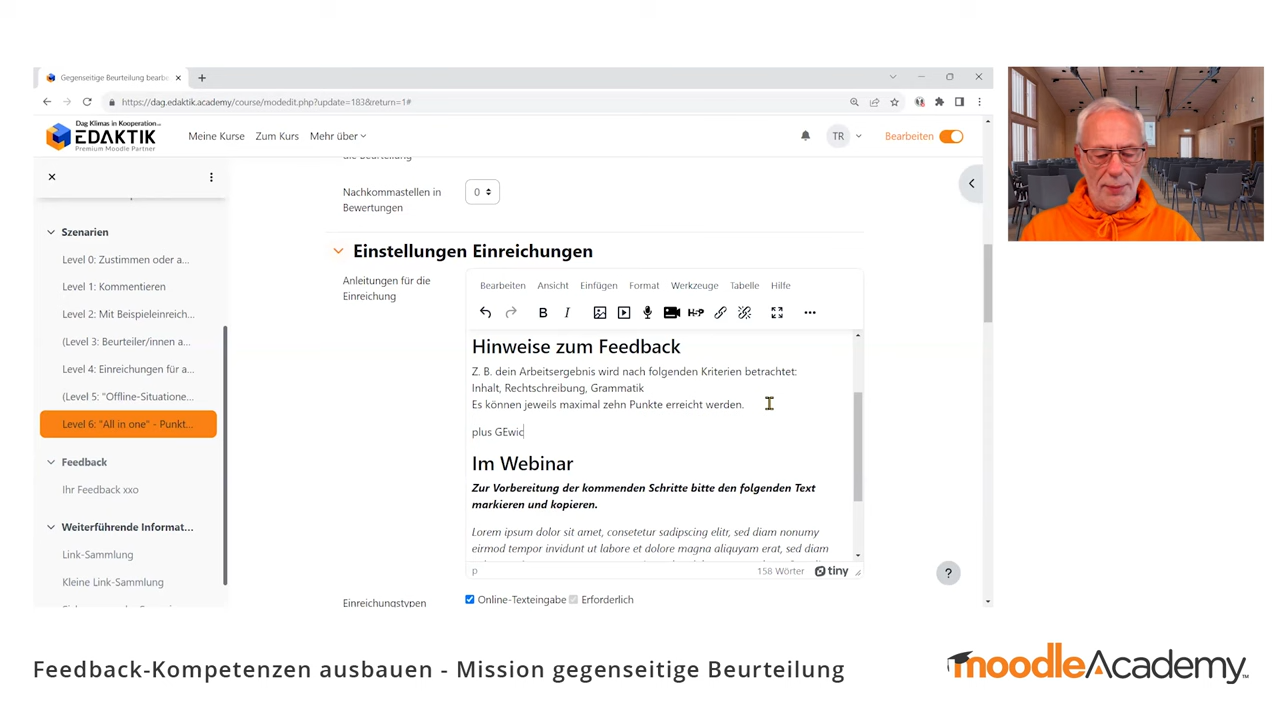 Gegenseitige Beurteilung bearbe
https://dag.edaktik.academy/course/modedit.php?update=183&return=1#
Dag Klimas in Kooperation
EDAKTIK
Premium Moodle Partner
Meine Kurse
Zum Kurs
Mehr über
TR
Bearbeiten
die Beurteilung
Nachkommastellen in
Bewertungen
0
Szenarien
Level 0: Zustimmen oder a...
Level 1: Kommentieren
Level 2: Mit Beispieleinreich...
(Level 3: Beurteiler/innen a...
Level 4: Einreichungen für a...
(Level 5: "Offline-Situatione...
Level 6: "All in one" - Punkt...
Feedback
Ihr Feedback xxo
Weiterführende Informat...
Link-Sammlung
Kleine Link-Sammlung
Einstellungen Einreichungen
Anleitungen für die
Einreichung
Bearbeiten
Ansicht
Einfügen
Format
Werkzeuge
Tabelle
Hilfe
B
I
H5P
Hinweise zum Feedback
Z. B. dein Arbeitsergebnis wird nach folgenden Kriterien betrachtet:
Inhalt, Rechtschreibung, Grammatik
Es können jeweils maximal zehn Punkte erreicht werden.
plus GEwic
Im Webinar
Zur Vorbereitung der kommenden Schritte bitte den folgenden Text
markieren und kopieren.
Lorem ipsum dolor sit amet, consetetur sadipscing elitr, sed diam nonumy
eirmod tempor invidunt ut labore et dolore magna aliquyam erat, sed diam
p
158 Wörter
tiny
?
Einreichungstypen
Online-Texteingabe
Erforderlich
Feedback-Kompetenzen ausbauen - Mission gegenseitige Beurteilung
moodleAcademy